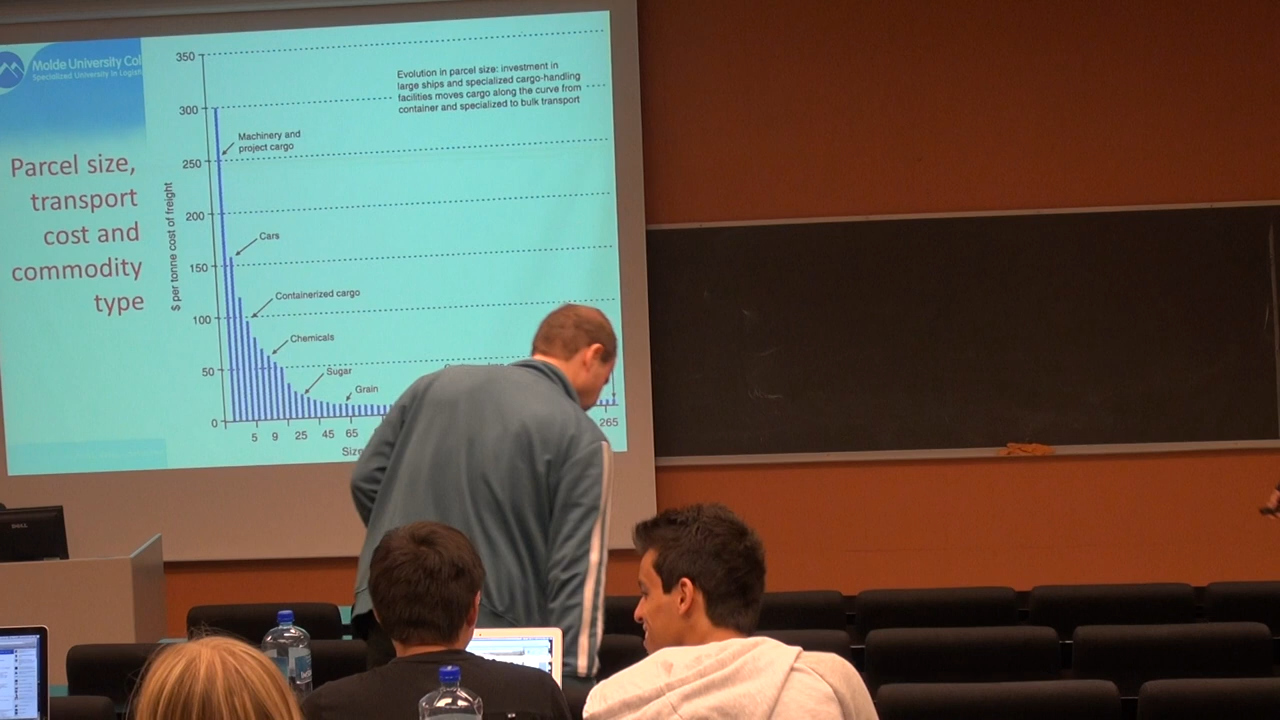 Molde University Col
Specialized University in Logist
Parcel size,
transport
cost and
commodity
type
350
300
250
200
150
100
50
0
$ per tonne cost of freight
Evolution in parcel size: investment in
large ships and specialized cargo-handling
facilities moves cargo along the curve from
container and specialized to bulk transport
Machinery and
project cargo
Cars
Containerized cargo
Chemicals
Sugar
Grain
5 9 25 45 65 265
Size
DELL